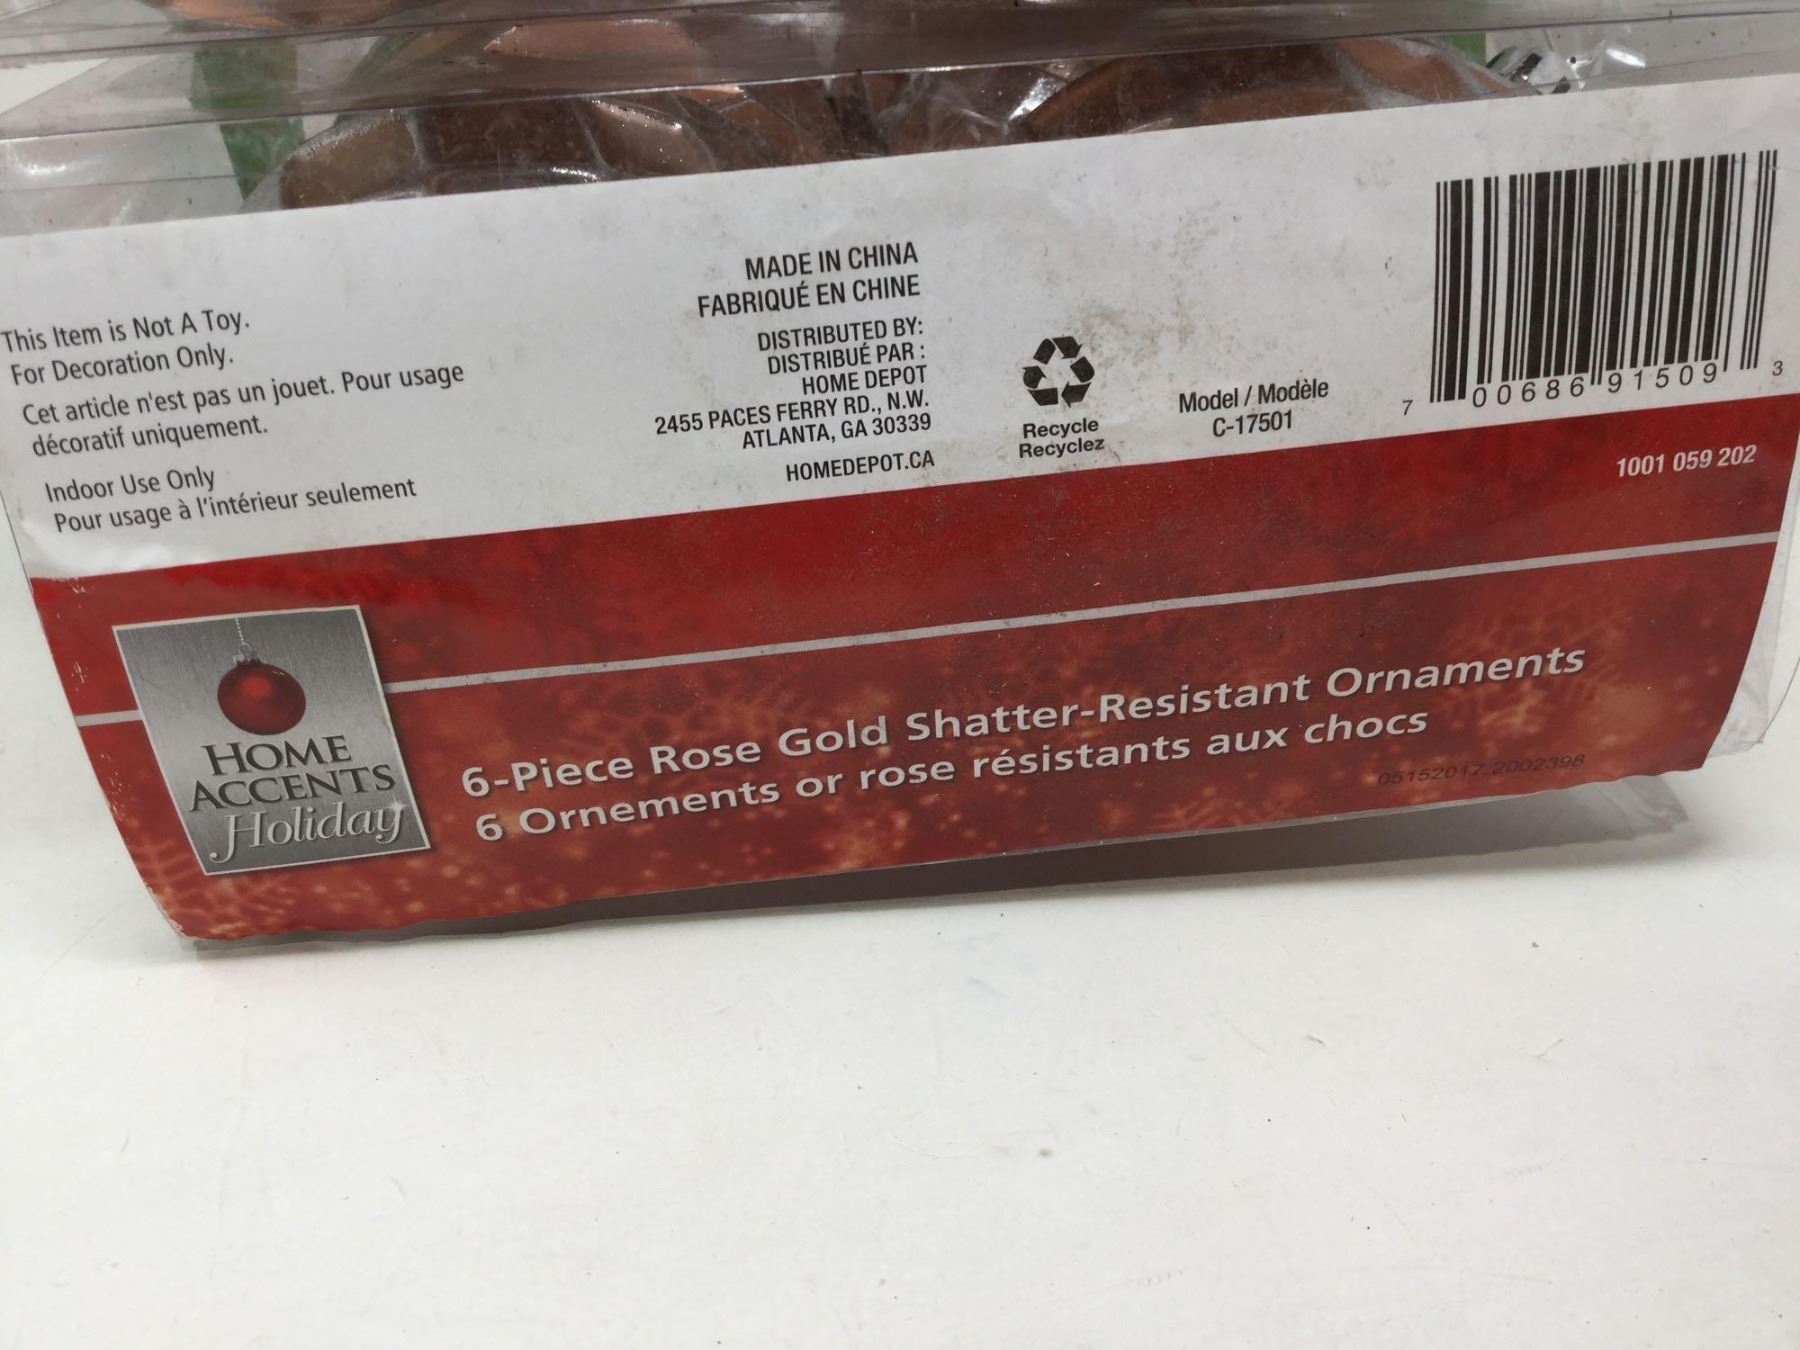 This Item is Not A Toy.
For Decoration Only.
Cet article n'est pas un jouet. Pour usage
décoratif uniquement.
Indoor Use Only
Pour usage à l'intérieur seulement
MADE IN CHINA
FABRIQUÉ EN CHINE
DISTRIBUTED BY:
DISTRIBUÉ PAR :
HOME DEPOT
2455 PACES FERRY RD., N.W.
ATLANTA, GA 30339
HOMEDEPOT.CA
Recycle
Recyclez
Model / Modèle
C-17501
7 00686 91509 3
1001 059 202
HOME
ACCENTS
Holiday
6-Piece Rose Gold Shatter-Resistant Ornaments
6 Ornements or rose résistants aux chocs
05152017-2002398